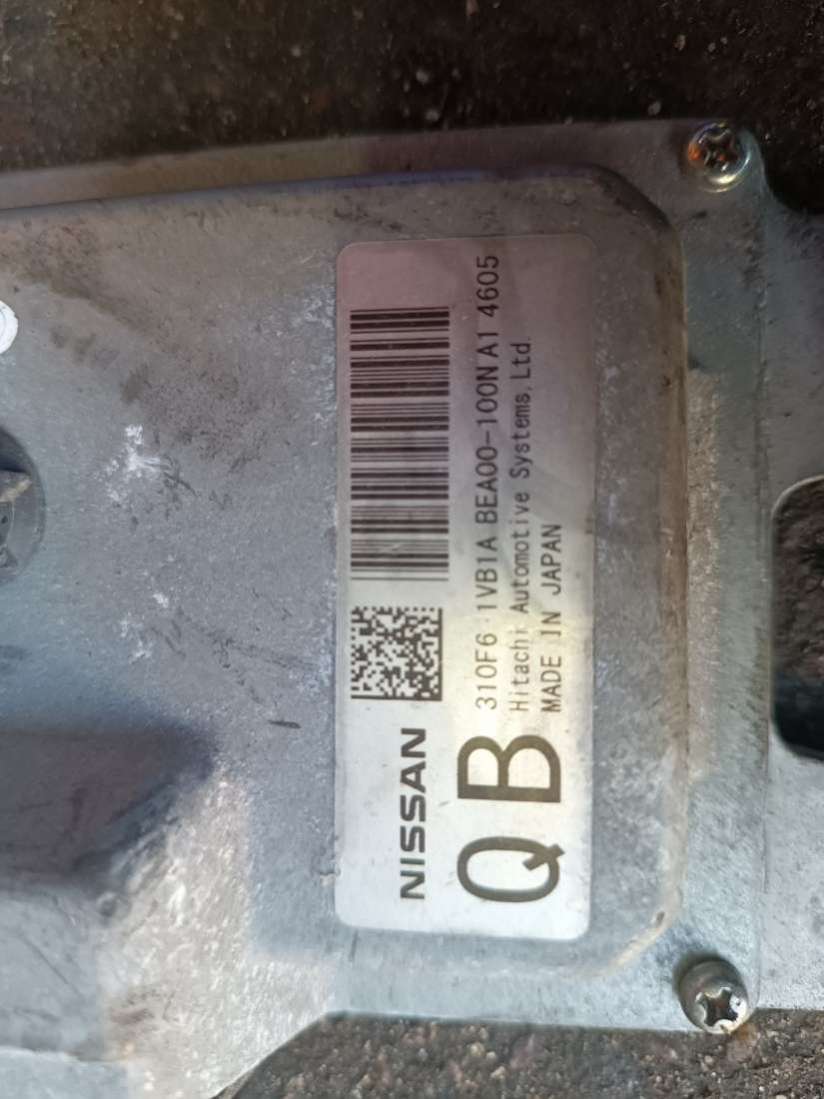 NISSAN
QB
310F6 1VB1A BEA00-100N A1 4605
Hitachi Automotive Systems, Ltd.
MADE IN JAPAN